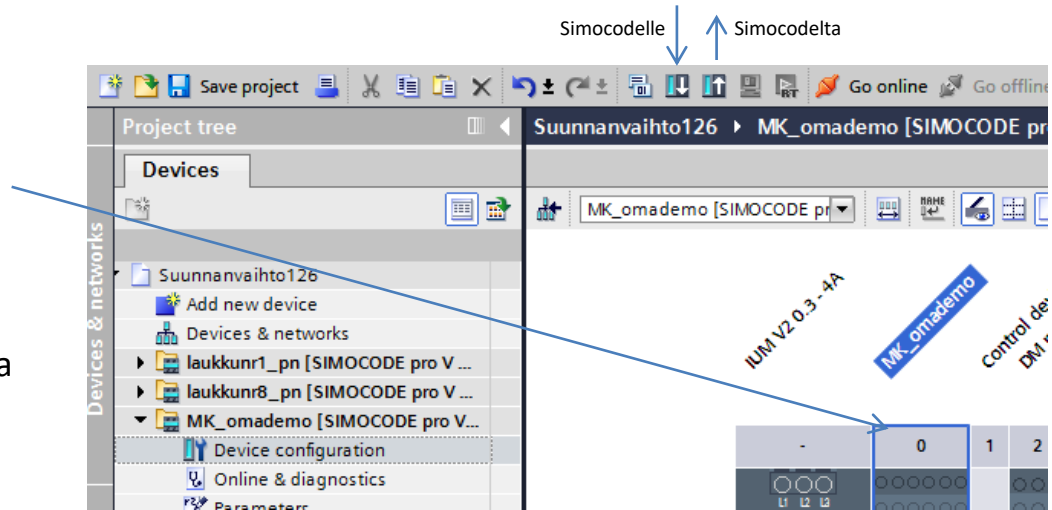 Simocodelle
Simocodelta
Save project
Go online
Go offline
Project tree
Suunnanvaihto126 ▸ MK_omademo [SIMOCODE pr
Devices
MK_omademo [SIMOCODE pr
NAME
RT
Devices & networks
Suunnanvaihto126
Add new device
Devices & networks
laukkunr1_pn [SIMOCODE pro V ...
laukkunr8_pn [SIMOCODE pro V ...
MK_omademo [SIMOCODE pro V...
Device configuration
Online & diagnostics
Parameters
a
IUM V2 0.3 - 4A
MK_omademo
Control dev
DM
- 0 1 2
L1 L2 L3